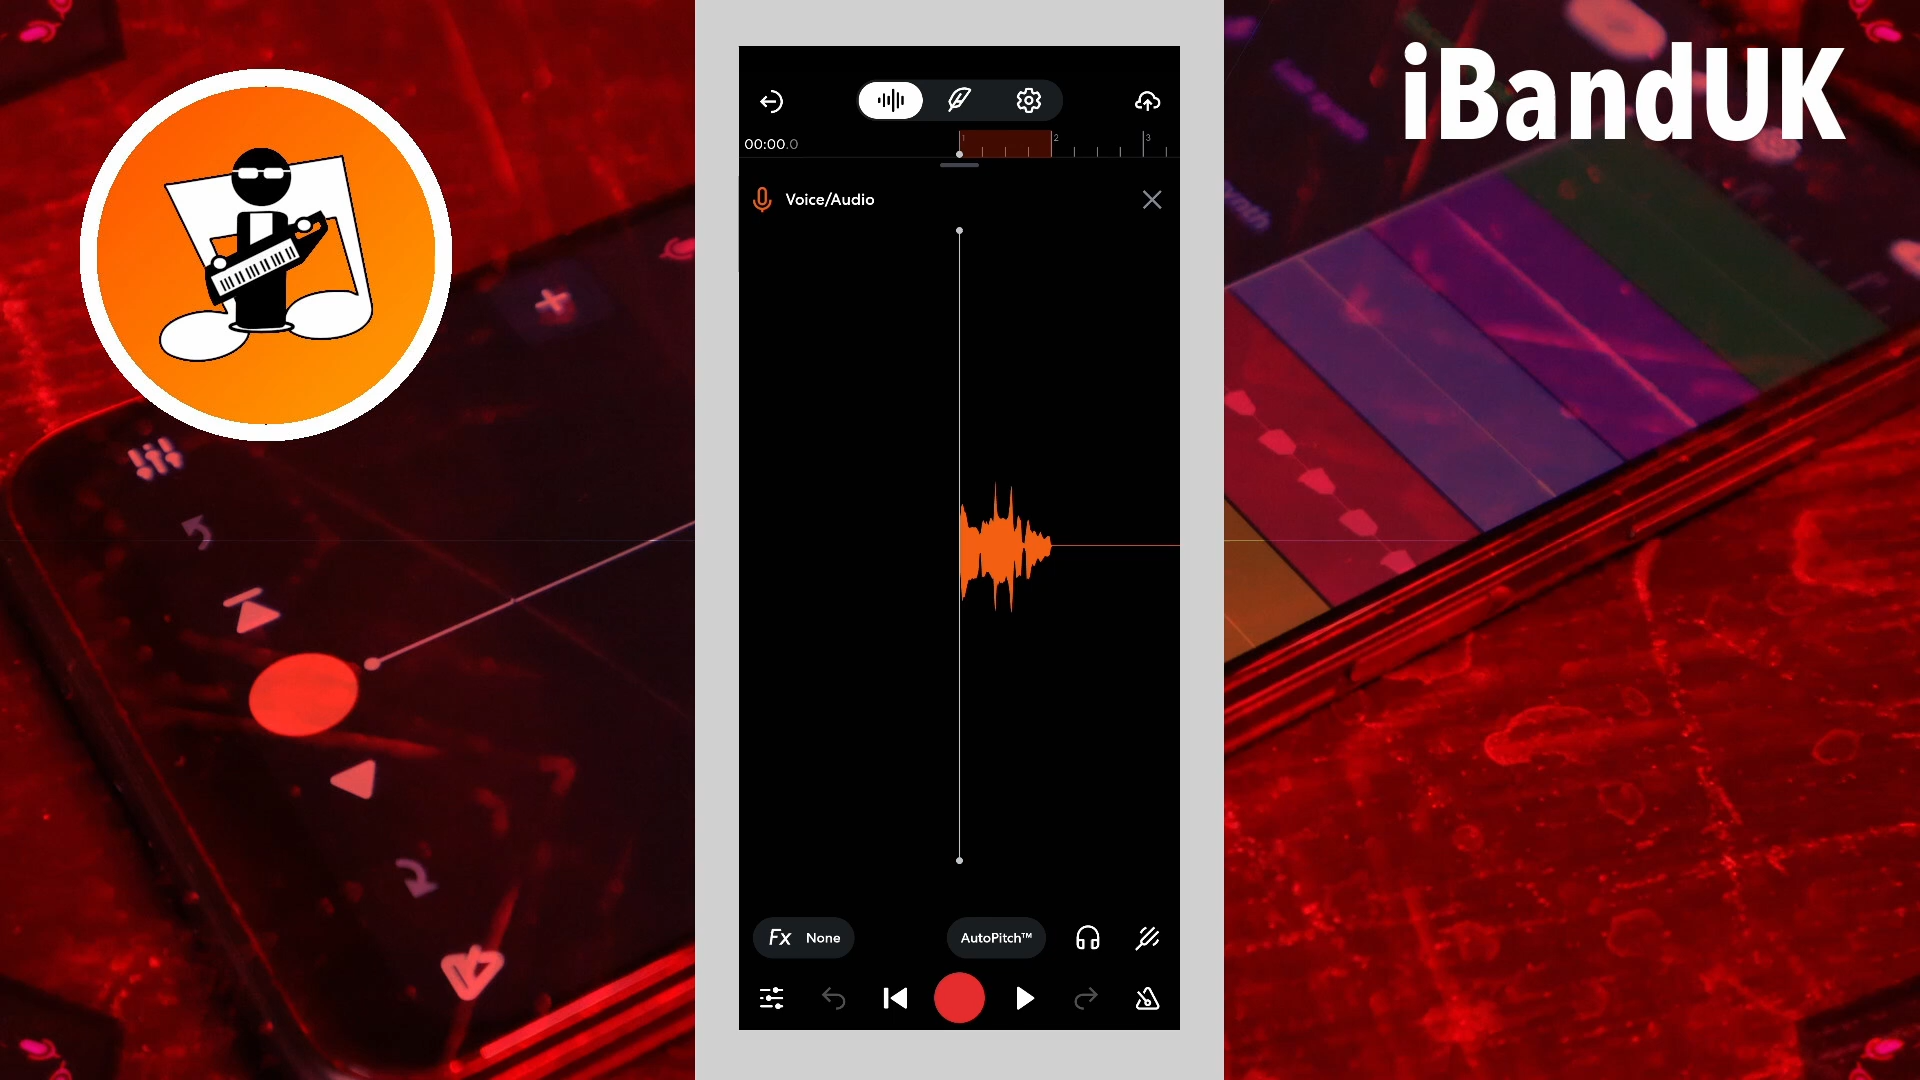 iBandUK
00:00.0
1
2
3
Voice/Audio
Fx None
AutoPitch™